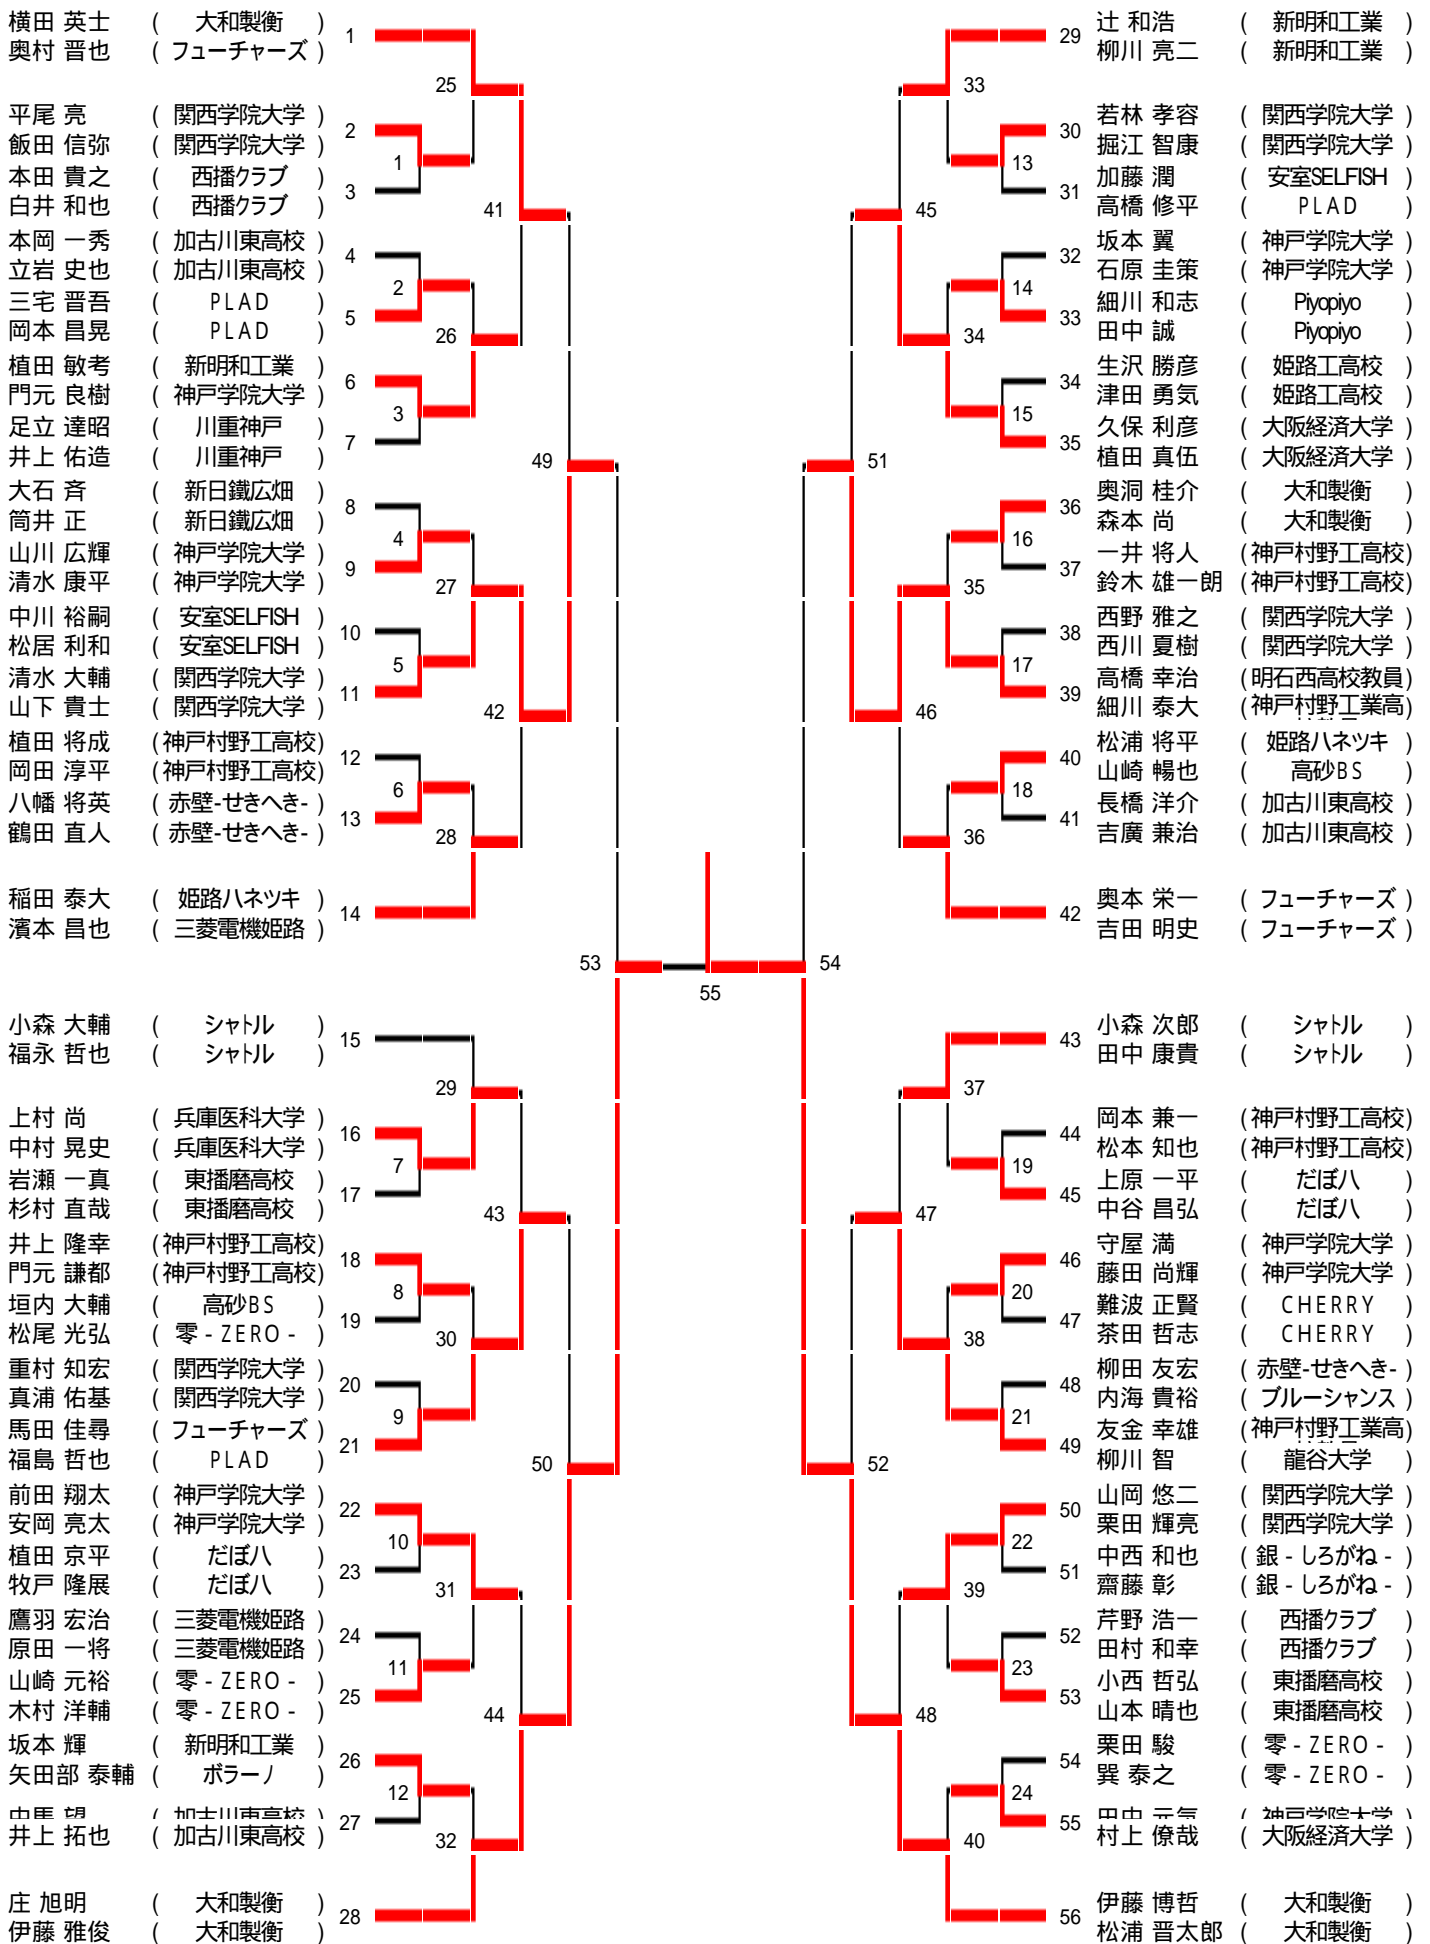 横田 英士 ( 大和製衡 ) 1
奥村 晋也 ( フューチャーズ )
25
平尾 亮 ( 関西学院大学 ) 2
飯田 信弥 ( 関西学院大学 )
1
本田 貴之 ( 西播クラブ ) 3
白井 和也 ( 西播クラブ )
41
本岡 一秀 ( 加古川東高校 ) 4
立岩 史也 ( 加古川東高校 )
2
三宅 晋吾 ( PLAD ) 5
岡本 昌晃 ( PLAD )
26
植田 敏考 ( 新明和工業 ) 6
門元 良樹 ( 神戸学院大学 )
3
足立 達昭 ( 川重神戸 ) 7
井上 佑造 ( 川重神戸 )
49
大石 斉 ( 新日鐵広畑 ) 8
筒井 正 ( 新日鐵広畑 )
4
山川 広輝 ( 神戸学院大学 ) 9
清水 康平 ( 神戸学院大学 )
27
中川 裕嗣 ( 安室SELFISH ) 10
松居 利和 ( 安室SELFISH )
5
清水 大輔 ( 関西学院大学 ) 11
山下 貴士 ( 関西学院大学 )
42
植田 将成 (神戸村野工高校) 12
岡田 淳平 (神戸村野工高校)
6
八幡 将英 ( 赤壁-せきへき- ) 13
鶴田 直人 ( 赤壁-せきへき- )
28
稲田 泰大 ( 姫路ハネツキ ) 14
濱本 昌也 ( 三菱電機姫路 )
53
55
54
小森 大輔 ( シャトル ) 15
福永 哲也 ( シャトル )
29
上村 尚 ( 兵庫医科大学 ) 16
中村 晃史 ( 兵庫医科大学 )
7
岩瀬 一真 ( 東播磨高校 ) 17
杉村 直哉 ( 東播磨高校 )
43
井上 隆幸 (神戸村野工高校) 18
門元 謙都 (神戸村野工高校)
8
垣内 大輔 ( 高砂BS ) 19
松尾 光弘 ( 零 - ZERO - )
30
重村 知宏 ( 関西学院大学 ) 20
真浦 佑基 ( 関西学院大学 )
9
馬田 佳尋 ( フューチャーズ ) 21
福島 哲也 ( PLAD )
50
前田 翔太 ( 神戸学院大学 ) 22
安岡 亮太 ( 神戸学院大学 )
10
植田 京平 ( だぼ八 ) 23
牧戸 隆展 ( だぼ八 )
31
鷹羽 宏治 ( 三菱電機姫路 ) 24
原田 一将 ( 三菱電機姫路 )
11
山崎 元裕 ( 零 - ZERO - ) 25
木村 洋輔 ( 零 - ZERO - )
44
坂本 輝 ( 新明和工業 ) 26
矢田部 泰輔 ( ボラーノ )
12
27
井上 拓也 ( 加古川東高校 )
32
庄 旭明 ( 大和製衡 ) 28
伊藤 雅俊 ( 大和製衡 )
29 辻 和浩 ( 新明和工業 )
柳川 亮二 ( 新明和工業 )
33
30 若林 孝容 ( 関西学院大学 )
掘江 智康 ( 関西学院大学 )
13
31 加藤 潤 ( 安室SELFISH )
高橋 修平 ( PLAD )
45
32 坂本 翼 ( 神戸学院大学 )
石原 圭策 ( 神戸学院大学 )
14
33 細川 和志 ( Piyopiyo )
田中 誠 ( Piyopiyo )
34
34 生沢 勝彦 ( 姫路工高校 )
津田 勇気 ( 姫路工高校 )
15
35 久保 利彦 ( 大阪経済大学 )
植田 真伍 ( 大阪経済大学 )
51
36 奥洞 桂介 ( 大和製衡 )
森本 尚 ( 大和製衡 )
16
37 一井 将人 (神戸村野工高校)
鈴木 雄一朗 (神戸村野工高校)
35
38 西野 雅之 ( 関西学院大学 )
西川 夏樹 ( 関西学院大学 )
17
39 高橋 幸治 (明石西高校教員)
細川 泰大 (神戸村野工業高)
46
40 松浦 将平 ( 姫路ハネツキ )
山崎 暢也 ( 高砂BS )
18
41 長橋 洋介 ( 加古川東高校 )
吉廣 兼治 ( 加古川東高校 )
36
42 奥本 栄一 ( フューチャーズ )
吉田 明史 ( フューチャーズ )
43 小森 次郎 ( シャトル )
田中 康貴 ( シャトル )
37
44 岡本 兼一 (神戸村野工高校)
松本 知也 (神戸村野工高校)
19
45 上原 一平 ( だぼ八 )
中谷 昌弘 ( だぼ八 )
47
46 守屋 満 ( 神戸学院大学 )
藤田 尚輝 ( 神戸学院大学 )
20
47 難波 正賢 ( CHERRY )
茶田 哲志 ( CHERRY )
38
48 柳田 友宏 ( 赤壁-せきへき- )
内海 貴裕 ( ブルーシャンス )
21
49 友金 幸雄 (神戸村野工業高)
柳川 智 ( 龍谷大学 )
52
50 山岡 悠二 ( 関西学院大学 )
栗田 輝亮 ( 関西学院大学 )
22
51 中西 和也 ( 銀 - しろがね - )
齋藤 彰 ( 銀 - しろがね - )
39
52 芹野 浩一 ( 西播クラブ )
田村 和幸 ( 西播クラブ )
23
53 小西 哲弘 ( 東播磨高校 )
山本 晴也 ( 東播磨高校 )
48
54 栗田 駿 ( 零 - ZERO - )
巽 泰之 ( 零 - ZERO - )
24
55
村上 僚哉 ( 大阪経済大学 )
40
56 伊藤 博哲 ( 大和製衡 )
松浦 晋太郎 ( 大和製衡 )